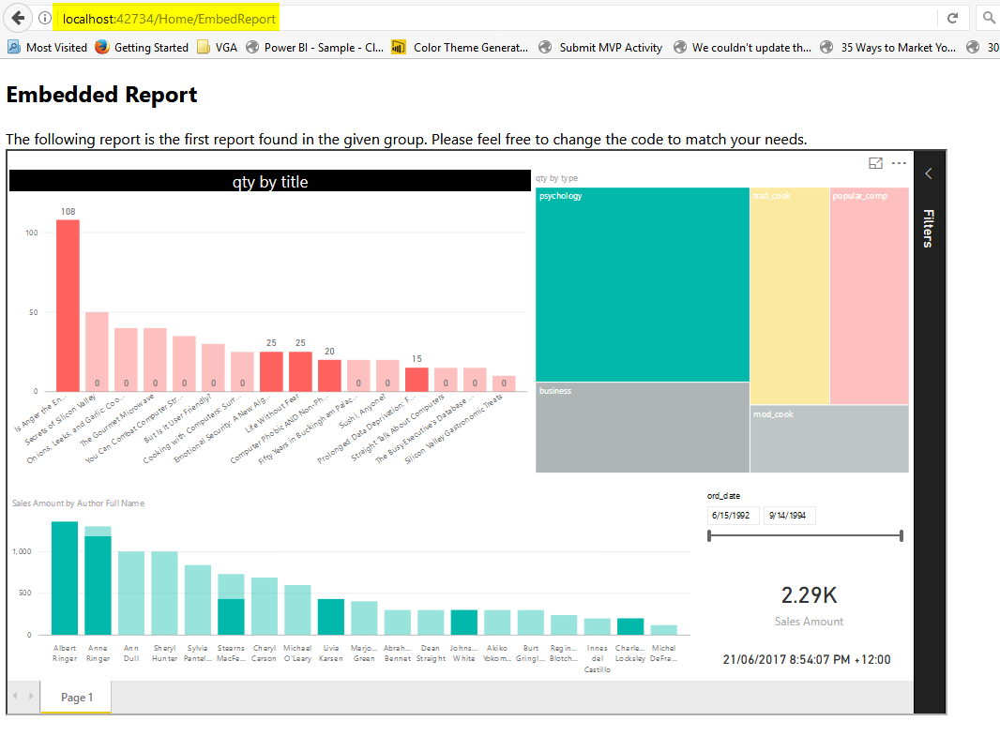 localhost:42734/Home/EmbedReport
Most Visited Getting Started VGA Power BI - Sample - Cl... Color Theme Generat... Submit MVP Activity We couldn't update th... 35 Ways to Market Yo... 30
Embedded Report
The following report is the first report found in the given group. Please feel free to change the code to match your needs.
qty by title
108
100
50
0
0 0 0 0 0 0 25 25 20 0 0 15 0 0 0
Is Anger the En...
Secrets of Silicon Valley
Onions, Leeks, and Garlic: Coo...
The Gourmet Microwave
You Can Combat Computer Str...
But Is It User Friendly?
Cooking with Computers: Surr...
Emotional Security: A New Alg...
Life Without Fear
Computer Phobic AND Non-Ph...
Fifty Years in Buckingham Palac...
Sushi, Anyone?
Prolonged Data Deprivation: F...
Straight Talk About Computers
The Busy Executive's Database ...
Silicon Valley Gastronomic Treats
qty by type
psychology
trad_cook
popular_comp
business
mod_cook
Filters
Sales Amount by Author Full Name
1,000
500
0
Albert Ringer
Anne Ringer
Ann Dull
Sheryl Hunter
Sylvia Pantel...
Stearns MacFe...
Cheryl Carson
Michael O'Leary
Livia Karsen
Marjo... Green
Abrah... Bennet
Dean Straight
Johns... White
Akiko Yokom...
Burt Gringl...
Regin... Blotch...
Innes del Castillo
Charle... Locksley
Michel DeFra...
ord_date
6/15/1992 9/14/1994
2.29K
Sales Amount
21/06/2017 8:54:07 PM +12:00
Page 1